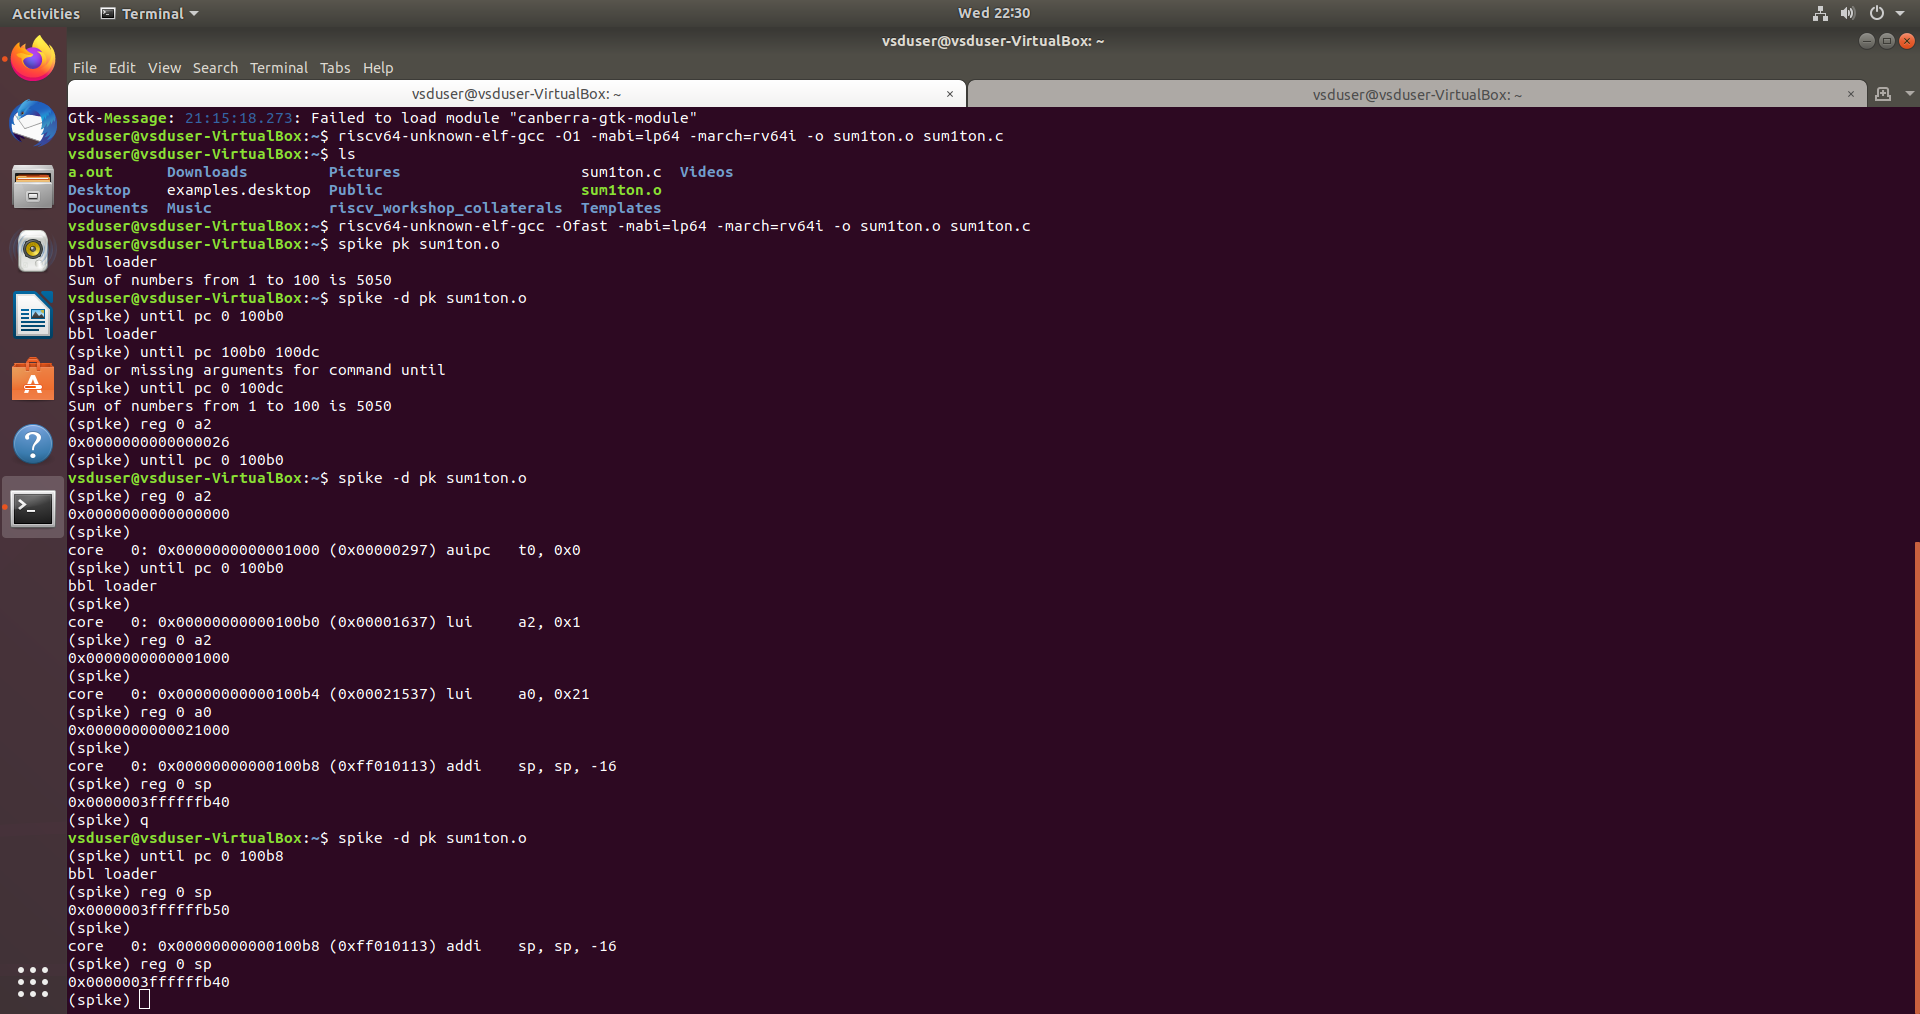 Activities Terminal Wed 22:30
vsduser@vsduser-VirtualBox: ~
File Edit View Search Terminal Tabs Help
vsduser@vsduser-VirtualBox: ~ × vsduser@vsduser-VirtualBox: ~ ×
Gtk-Message: 21:15:18.273: Failed to load module "canberra-gtk-module"
vsduser@vsduser-VirtualBox:~$ riscv64-unknown-elf-gcc -O1 -mabi=lp64 -march=rv64i -o sum1ton.o sum1ton.c
vsduser@vsduser-VirtualBox:~$ ls
a.out      Downloads         Pictures                    sum1ton.c  Videos
Desktop    examples.desktop  Public                      sum1ton.o
Documents  Music             riscv_workshop_collaterals  Templates
vsduser@vsduser-VirtualBox:~$ riscv64-unknown-elf-gcc -Ofast -mabi=lp64 -march=rv64i -o sum1ton.o sum1ton.c
vsduser@vsduser-VirtualBox:~$ spike pk sum1ton.o
bbl loader
Sum of numbers from 1 to 100 is 5050
vsduser@vsduser-VirtualBox:~$ spike -d pk sum1ton.o
(spike) until pc 0 100b0
bbl loader
(spike) until pc 100b0 100dc
Bad or missing arguments for command until
(spike) until pc 0 100dc
Sum of numbers from 1 to 100 is 5050
(spike) reg 0 a2
0x0000000000000026
(spike) until pc 0 100b0
vsduser@vsduser-VirtualBox:~$ spike -d pk sum1ton.o
(spike) reg 0 a2
0x0000000000000000
(spike)
core   0: 0x0000000000001000 (0x00000297) auipc   t0, 0x0
(spike) until pc 0 100b0
bbl loader
(spike)
core   0: 0x00000000000100b0 (0x00001637) lui     a2, 0x1
(spike) reg 0 a2
0x0000000000001000
(spike)
core   0: 0x00000000000100b4 (0x00021537) lui     a0, 0x21
(spike) reg 0 a0
0x0000000000021000
(spike)
core   0: 0x00000000000100b8 (0xff010113) addi    sp, sp, -16
(spike) reg 0 sp
0x0000003ffffffb40
(spike) q
vsduser@vsduser-VirtualBox:~$ spike -d pk sum1ton.o
(spike) until pc 0 100b8
bbl loader
(spike) reg 0 sp
0x0000003ffffffb50
(spike)
core   0: 0x00000000000100b8 (0xff010113) addi    sp, sp, -16
(spike) reg 0 sp
0x0000003ffffffb40
(spike)